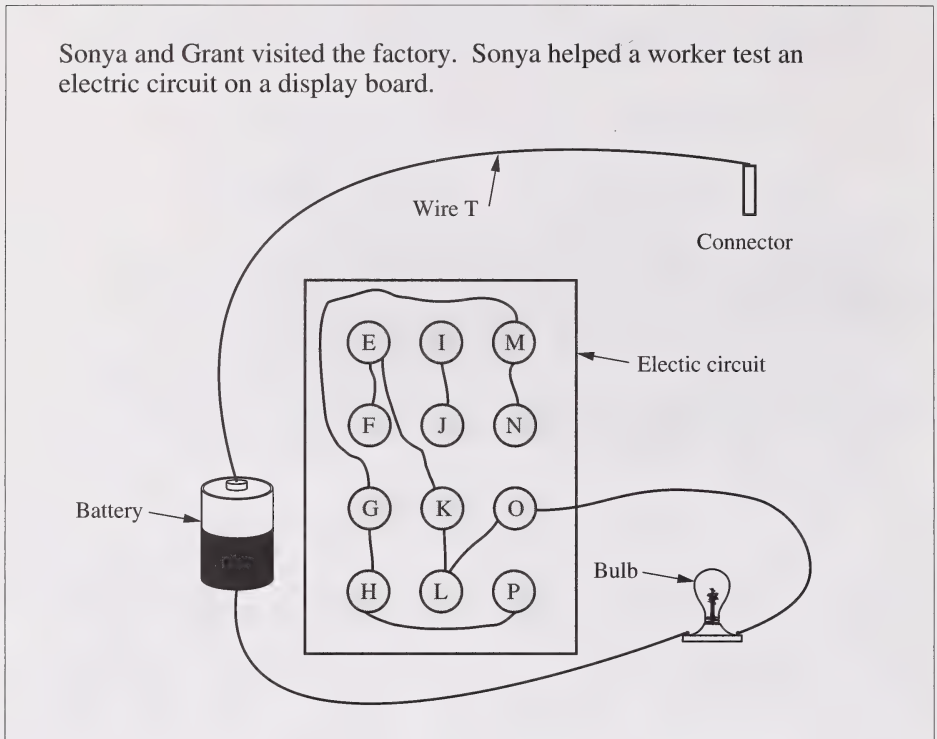 Sonya and Grant visited the factory. Sonya helped a worker test an
electric circuit on a display board.
Wire T
Connector
E I M
Electic circuit
F J N
Battery
G K O
Bulb
H L P